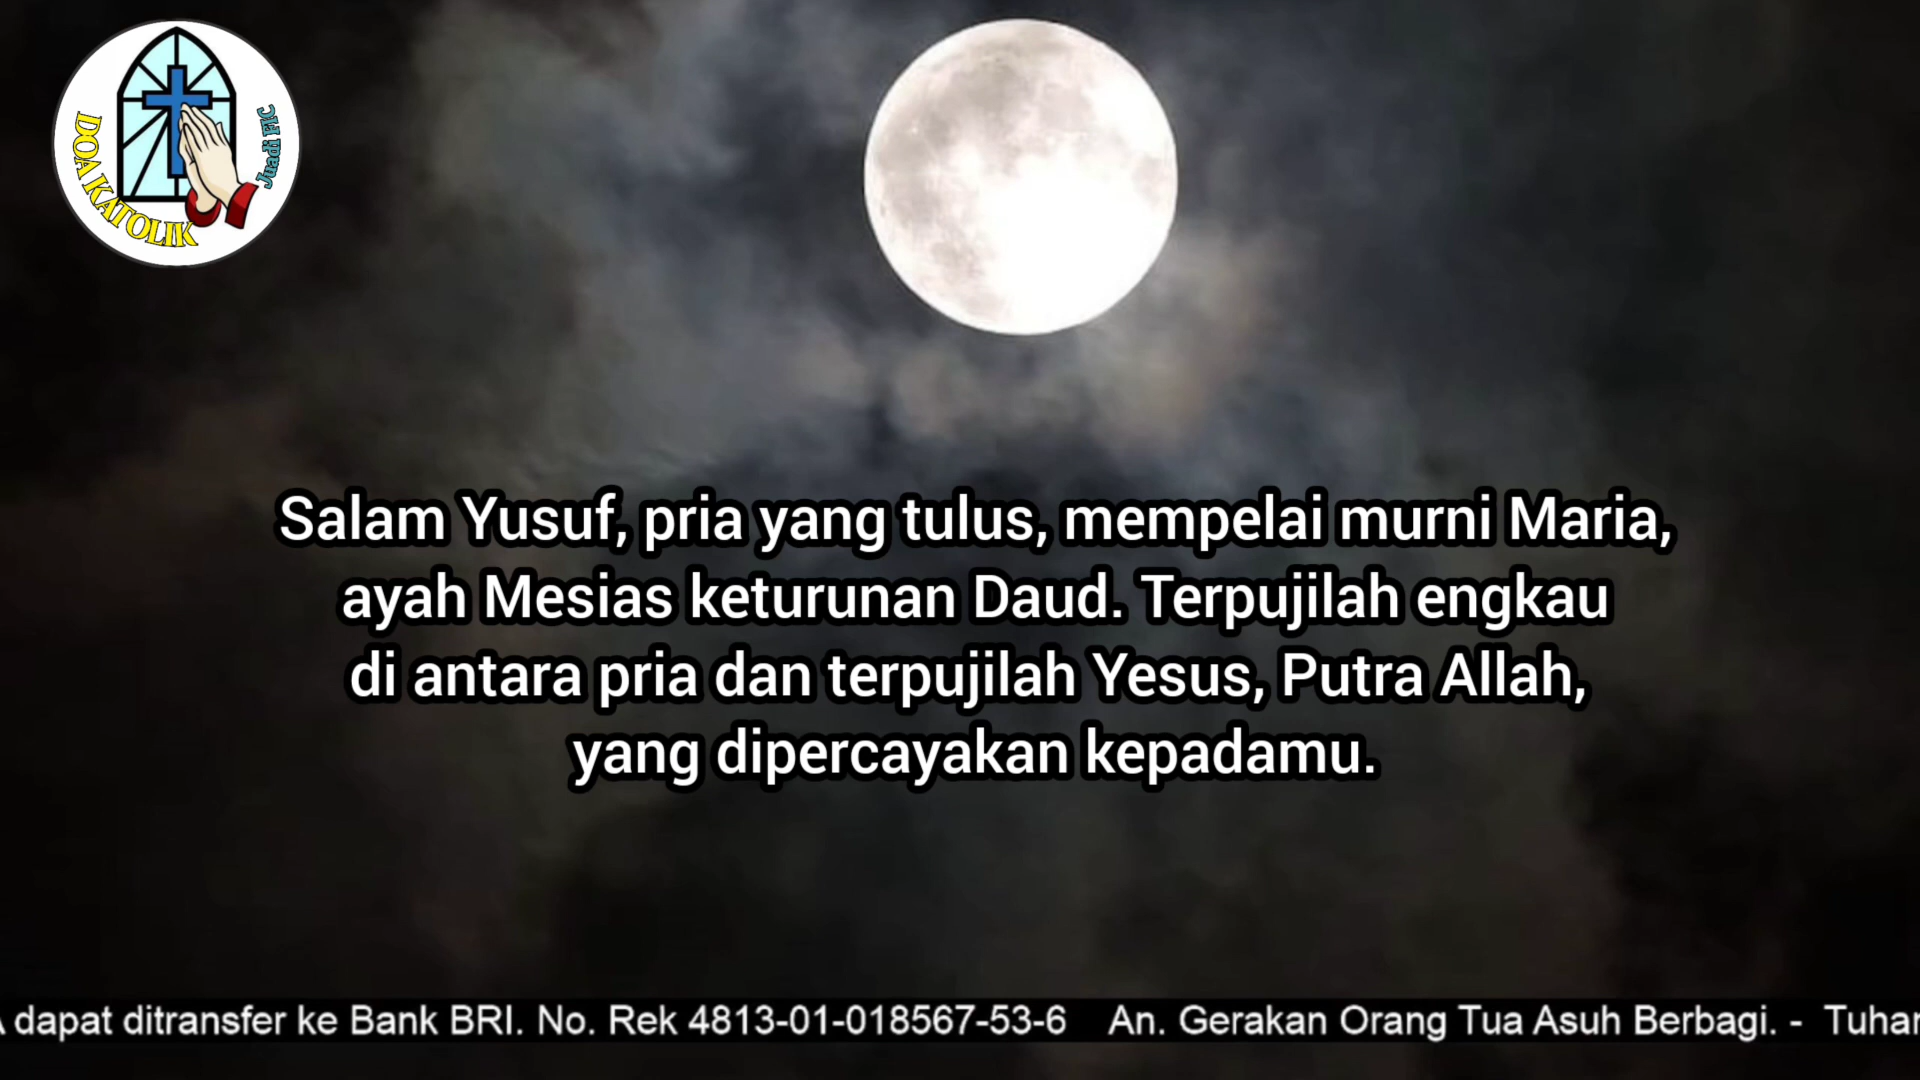 DOA KATOLIK
Juadi FIC
Salam Yusuf, pria yang tulus, mempelai murni Maria,
ayah Mesias keturunan Daud. Terpujilah engkau
di antara pria dan terpujilah Yesus, Putra Allah,
yang dipercayakan kepadamu.
dapat ditransfer ke Bank BRI. No. Rek 4813-01-018567-53-6 An. Gerakan Orang Tua Asuh Berbagi. -